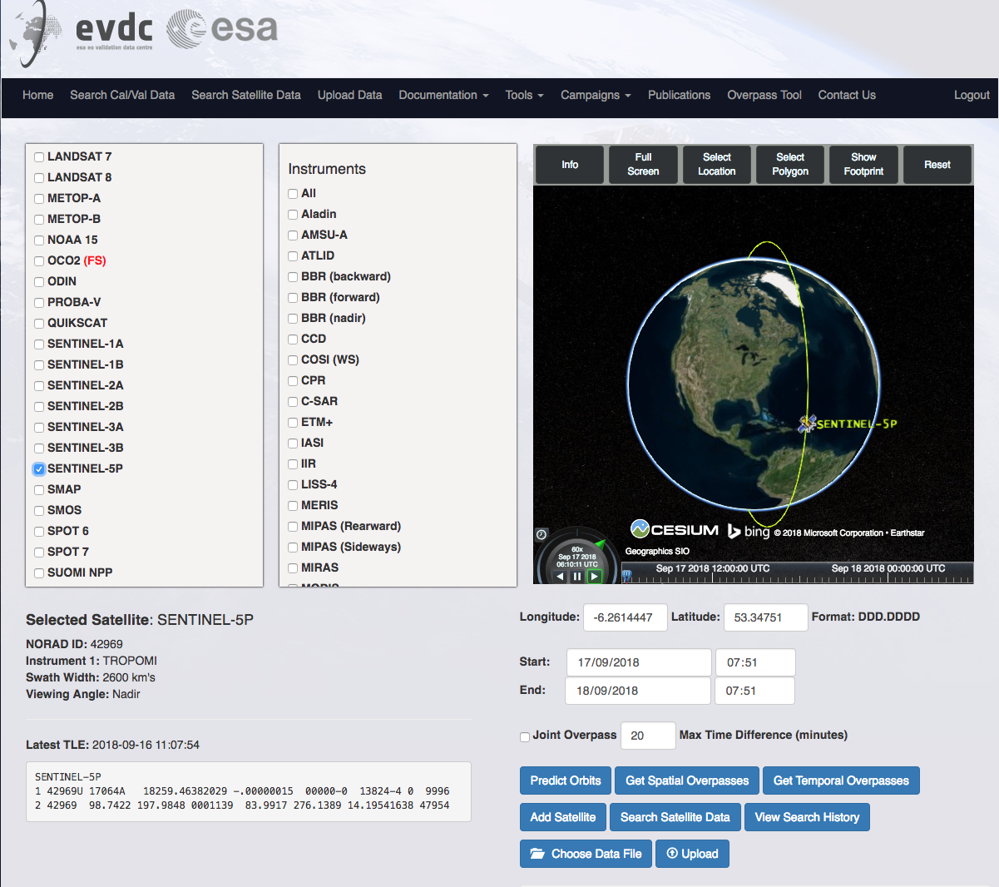 evdc
esa eo validation data centre
esa
Home Search Cal/Val Data Search Satellite Data Upload Data Documentation Tools Campaigns Publications Overpass Tool Contact Us Logout
LANDSAT 7
LANDSAT 8
METOP-A
METOP-B
NOAA 15
OCO2 (FS)
ODIN
PROBA-V
QUIKSCAT
SENTINEL-1A
SENTINEL-1B
SENTINEL-2A
SENTINEL-2B
SENTINEL-3A
SENTINEL-3B
SENTINEL-5P
SMAP
SMOS
SPOT 6
SPOT 7
SUOMI NPP
Instruments
All
Aladin
AMSU-A
ATLID
BBR (backward)
BBR (forward)
BBR (nadir)
CCD
COSI (WS)
CPR
C-SAR
ETM+
IASI
IIR
LISS-4
MERIS
MIPAS (Rearward)
MIPAS (Sideways)
MIRAS
Info
Full
Screen
Select
Location
Select
Polygon
Show
Footprint
Reset
SENTINEL-5P
CESIUM bing © 2018 Microsoft Corporation • Earthstar
Geographics SIO
60x
Sep 17 2018
06:10:11 UTC
Sep 17 2018 12:00:00 UTC Sep 18 2018 00:00:00 UTC
Selected Satellite: SENTINEL-5P
NORAD ID: 42969
Instrument 1: TROPOMI
Swath Width: 2600 km's
Viewing Angle: Nadir
Latest TLE: 2018-09-16 11:07:54
SENTINEL-5P
1 42969U 17064A   18259.46382029 -.00000015  00000-0  13824-4 0  9996
2 42969  98.7422 197.9848 0001139  83.9917 276.1389 14.19541638 47954
Longitude: -6.2614447 Latitude: 53.34751 Format: DDD.DDDD
Start: 17/09/2018 07:51
End: 18/09/2018 07:51
Joint Overpass 20 Max Time Difference (minutes)
Predict Orbits Get Spatial Overpasses Get Temporal Overpasses
Add Satellite Search Satellite Data View Search History
Choose Data File Upload